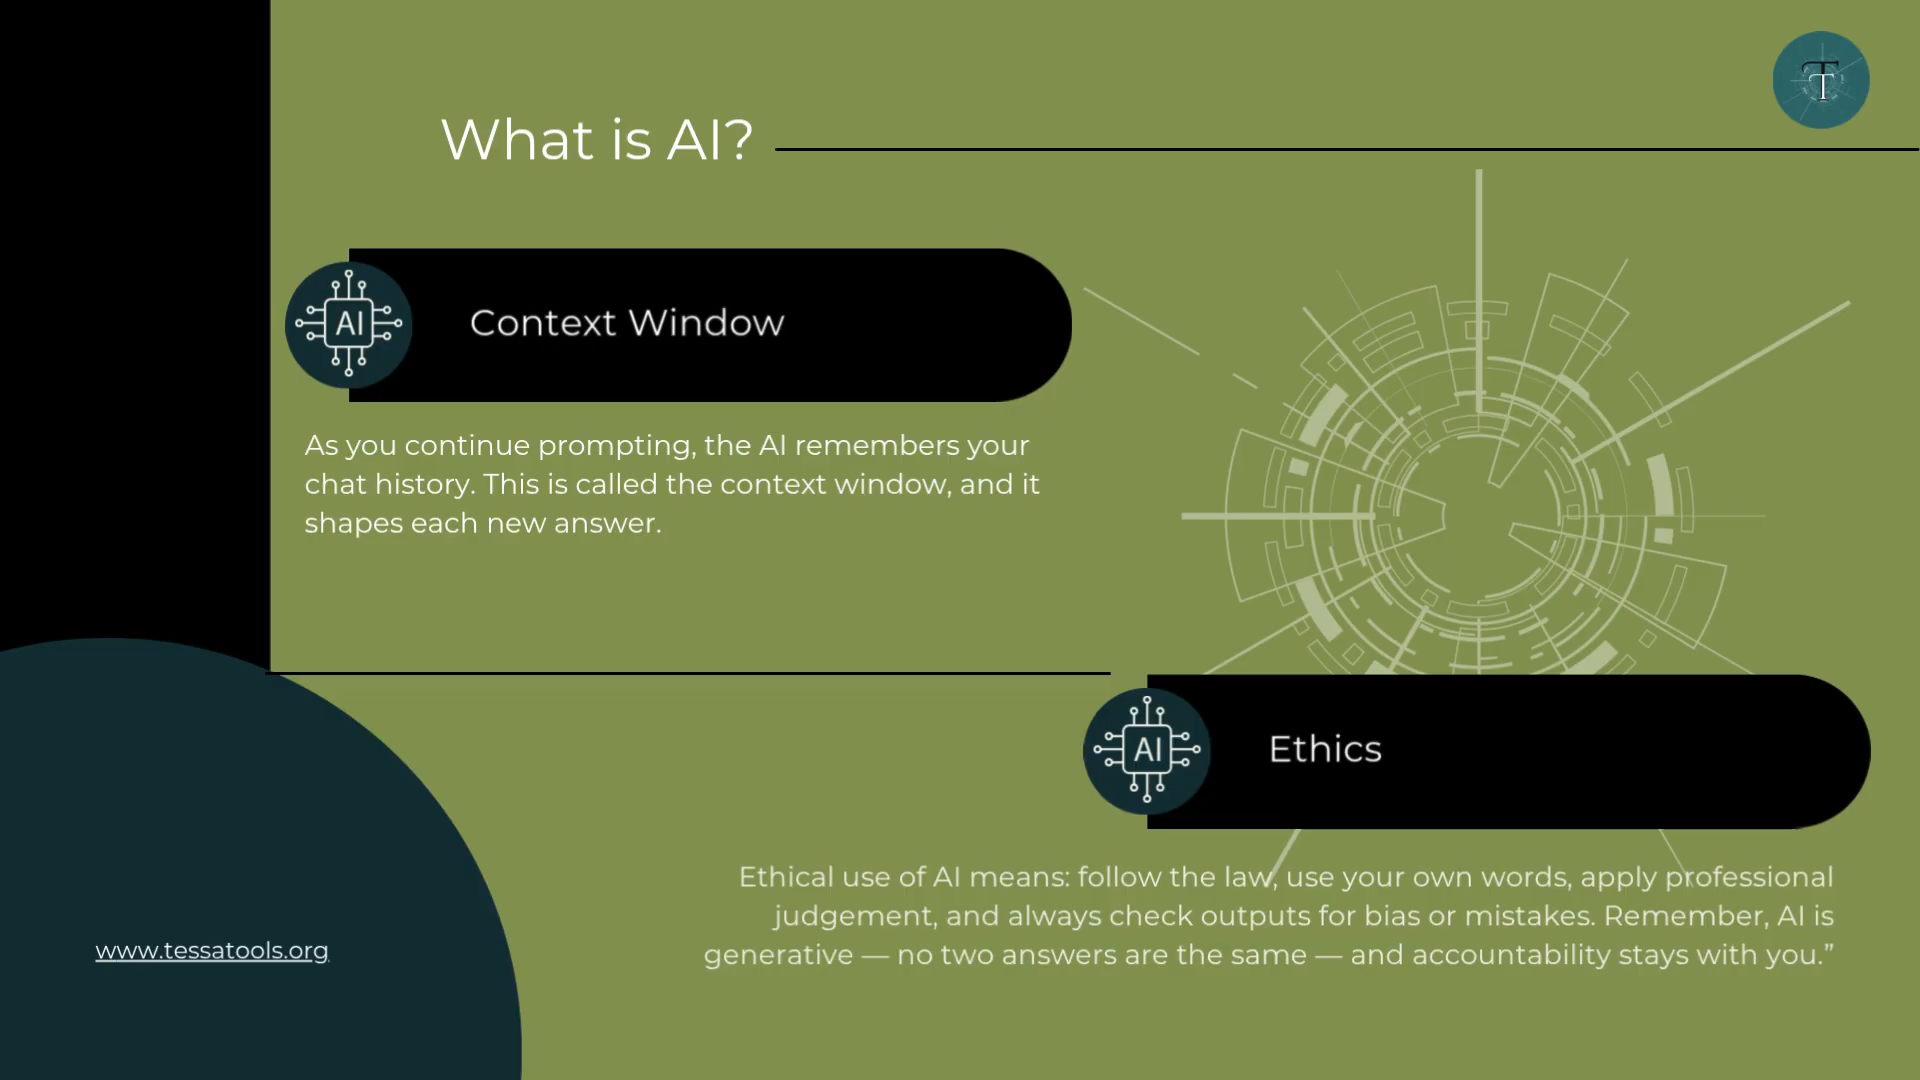 T
What is AI?
AI
Context Window
As you continue prompting, the AI remembers your
chat history. This is called the context window, and it
shapes each new answer.
AI
Ethics
Ethical use of AI means: follow the law, use your own words, apply professional
judgement, and always check outputs for bias or mistakes. Remember, AI is
generative — no two answers are the same — and accountability stays with you.”
www.tessatools.org